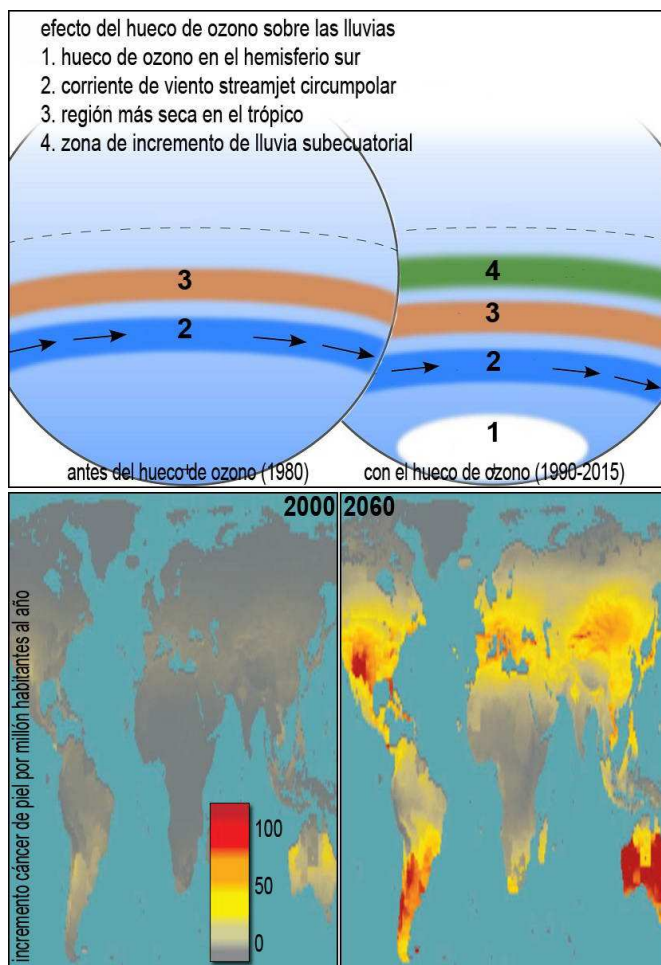 efecto del hueco de ozono sobre las lluvias
1. hueco de ozono en el hemisferio sur
2. corriente de viento streamjet circumpolar
3. región más seca en el trópico
4. zona de incremento de lluvia subecuatorial
3
2
antes del hueco de ozono (1980)
4
3
2
1
con el hueco de ozono (1990-2015)
incremento cáncer de piel por millón habitantes al año
2000
100
50
0
2060